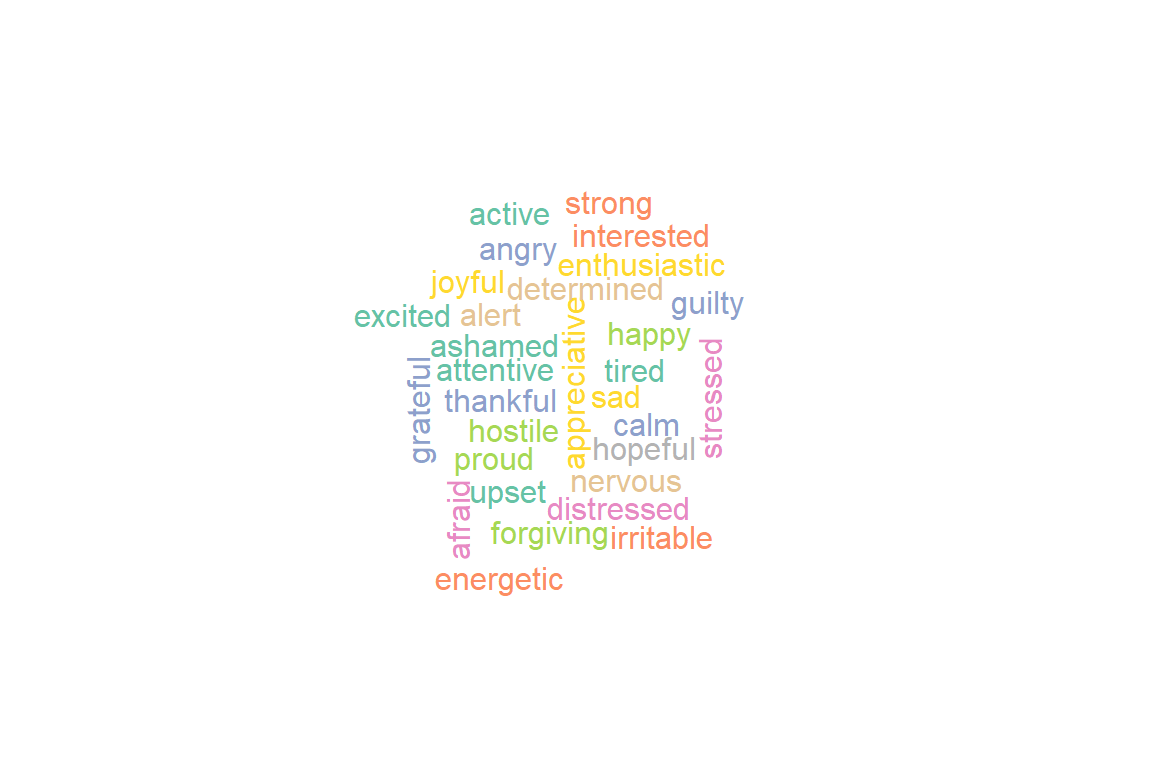 strong
active
interested
angry
enthusiastic
joyful
determined
guilty
excited
alert
happy
ashamed
appreciative
attentive
tired
stressed
sad
thankful
grateful
calm
hostile
hopeful
proud
nervous
upset
distressed
afraid
forgiving
irritable
energetic